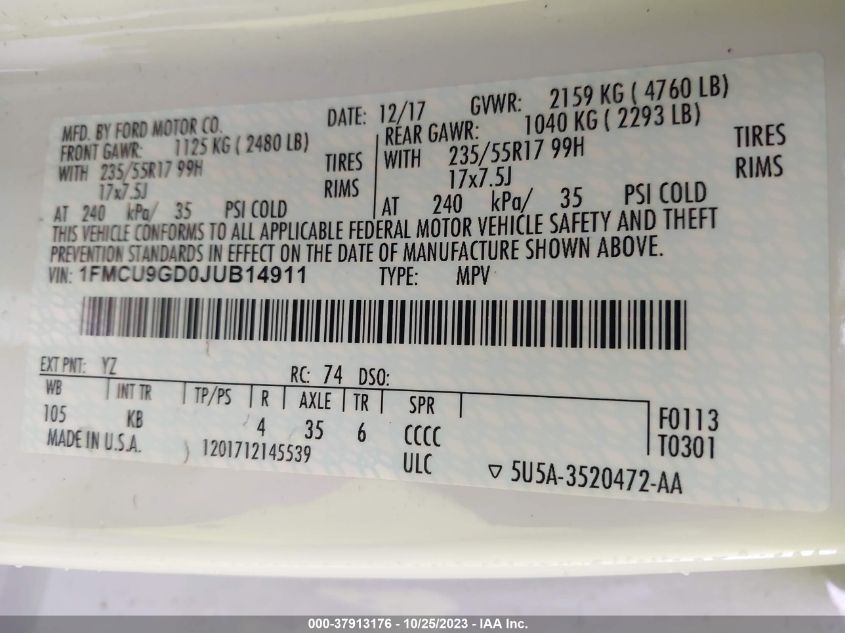 MFD. BY FORD MOTOR CO.
DATE: 12/17 GVWR: 2159 KG ( 4760 LB)
FRONT GAWR: 1125 KG ( 2480 LB)
REAR GAWR: 1040 KG ( 2293 LB)
WITH 235/55R17 99H TIRES
WITH 235/55R17 99H TIRES
17x7.5J RIMS
17x7.5J RIMS
AT 240 kPa/ 35 PSI COLD
AT 240 kPa/ 35 PSI COLD
THIS VEHICLE CONFORMS TO ALL APPLICABLE FEDERAL MOTOR VEHICLE SAFETY AND THEFT
PREVENTION STANDARDS IN EFFECT ON THE DATE OF MANUFACTURE SHOWN ABOVE.
VIN: 1FMCU9GD0JUB14911 TYPE: MPV
EXT PNT: YZ RC: 74 DSO:
WB INT TR TP/PS R AXLE TR SPR
105 KB 4 35 6 CCCC F0113
MADE IN U.S.A. 1201712145539 ULC T0301
5U5A-3520472-AA
000-37913176 - 10/25/2023 - IAA Inc.